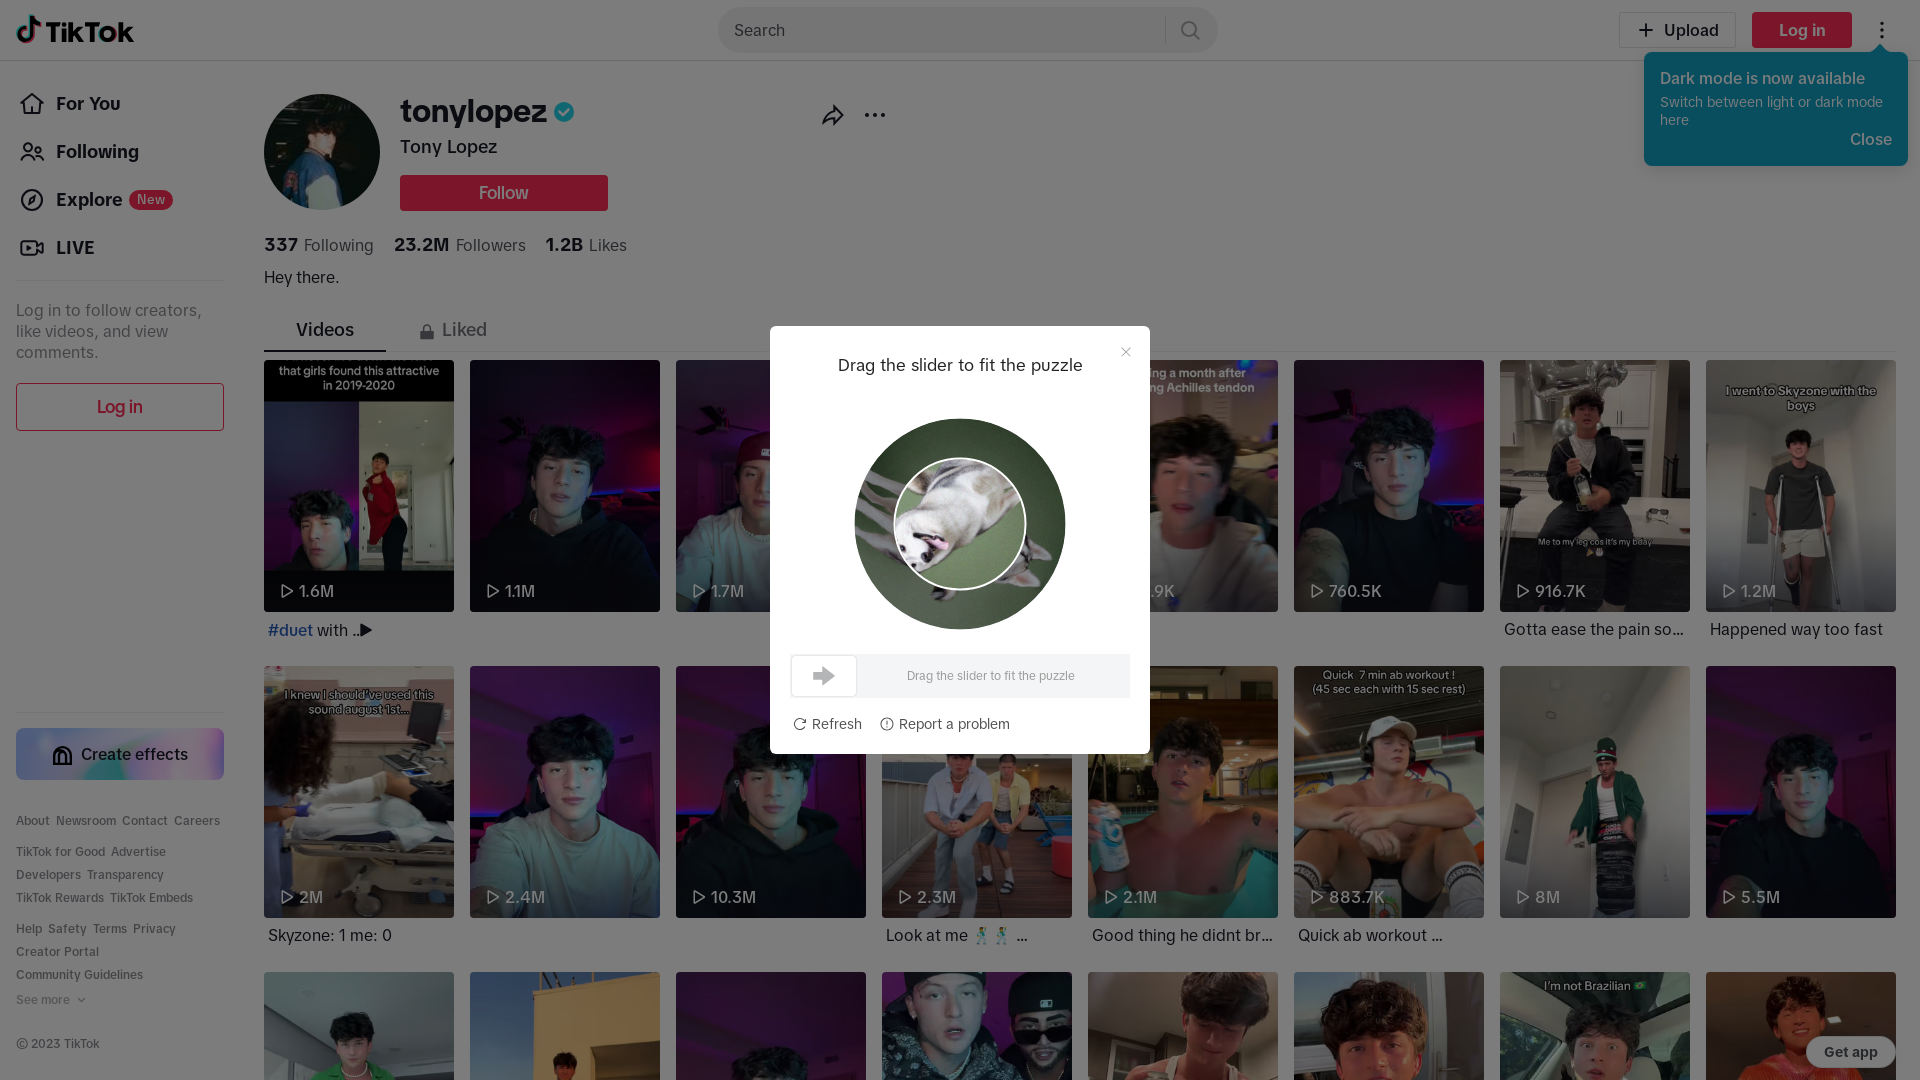 TikTok
Search
Upload
Log in
Dark mode is now available
Switch between light or dark mode
here
Close
For You
Following
Explore New
LIVE
Log in to follow creators,
like videos, and view
comments.
Log in
Create effects
About Newsroom Contact Careers
TikTok for Good Advertise
Developers Transparency
TikTok Rewards TikTok Embeds
Help Safety Terms Privacy
Creator Portal
Community Guidelines
See more
© 2023 TikTok
tonylopez
Tony Lopez
Follow
337 Following 23.2M Followers 1.2B Likes
Hey there.
Videos
Liked
that girls found this attractive
in 2019-2020
1.6M
#duet with ...
1.1M
1.7M
ing a month after
ng Achilles tendon
.9K
760.5K
Me to my leg cos it's my bday
916.7K
Gotta ease the pain so...
I went to Skyzone with the
boys
1.2M
Happened way too fast
Drag the slider to fit the puzzle
Drag the slider to fit the puzzle
Refresh
Report a problem
I knew I should've used this
sound august 1st...
2M
Skyzone: 1 me: 0
2.4M
10.3M
2.3M
Look at me 🕺🕺 ...
2.1M
Good thing he didnt br...
Quick 7 min ab workout !
(45 sec each with 15 sec rest)
883.7K
Quick ab workout ...
8M
5.5M
I'm not Brazilian 🇧🇷
Get app